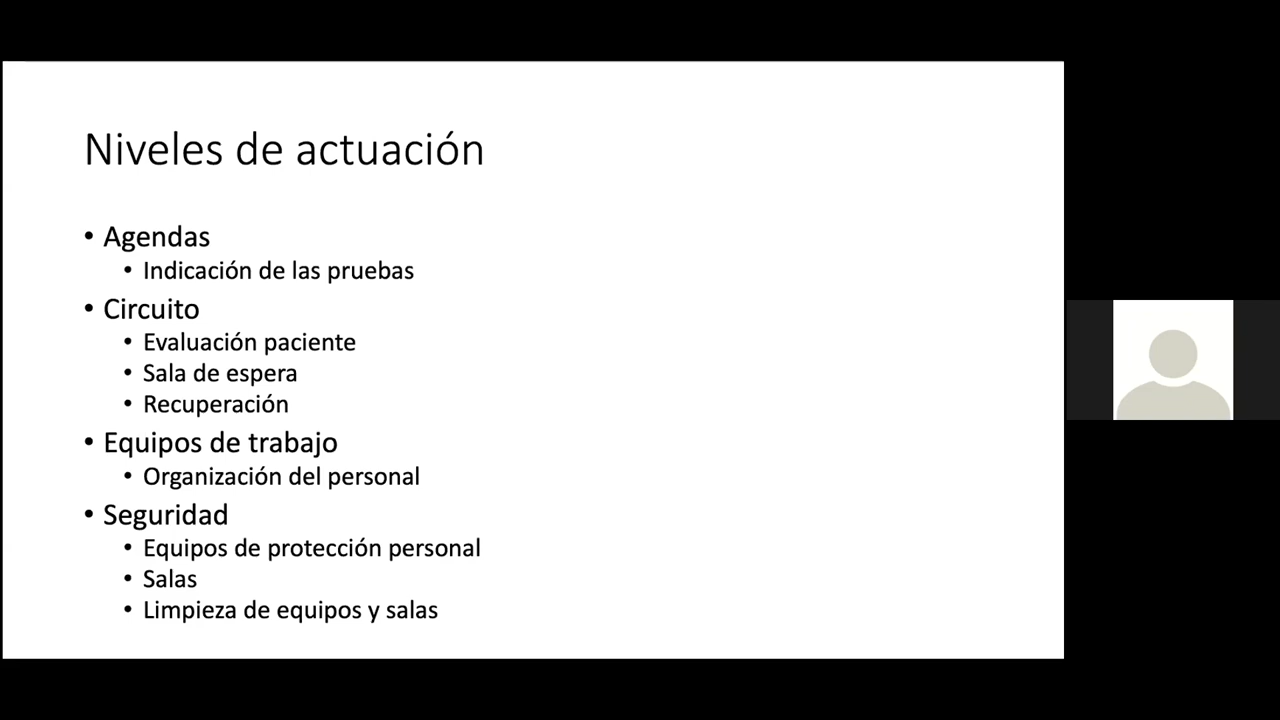 Niveles de actuación
• Agendas
• Indicación de las pruebas
• Circuito
• Evaluación paciente
• Sala de espera
• Recuperación
• Equipos de trabajo
• Organización del personal
• Seguridad
• Equipos de protección personal
• Salas
• Limpieza de equipos y salas